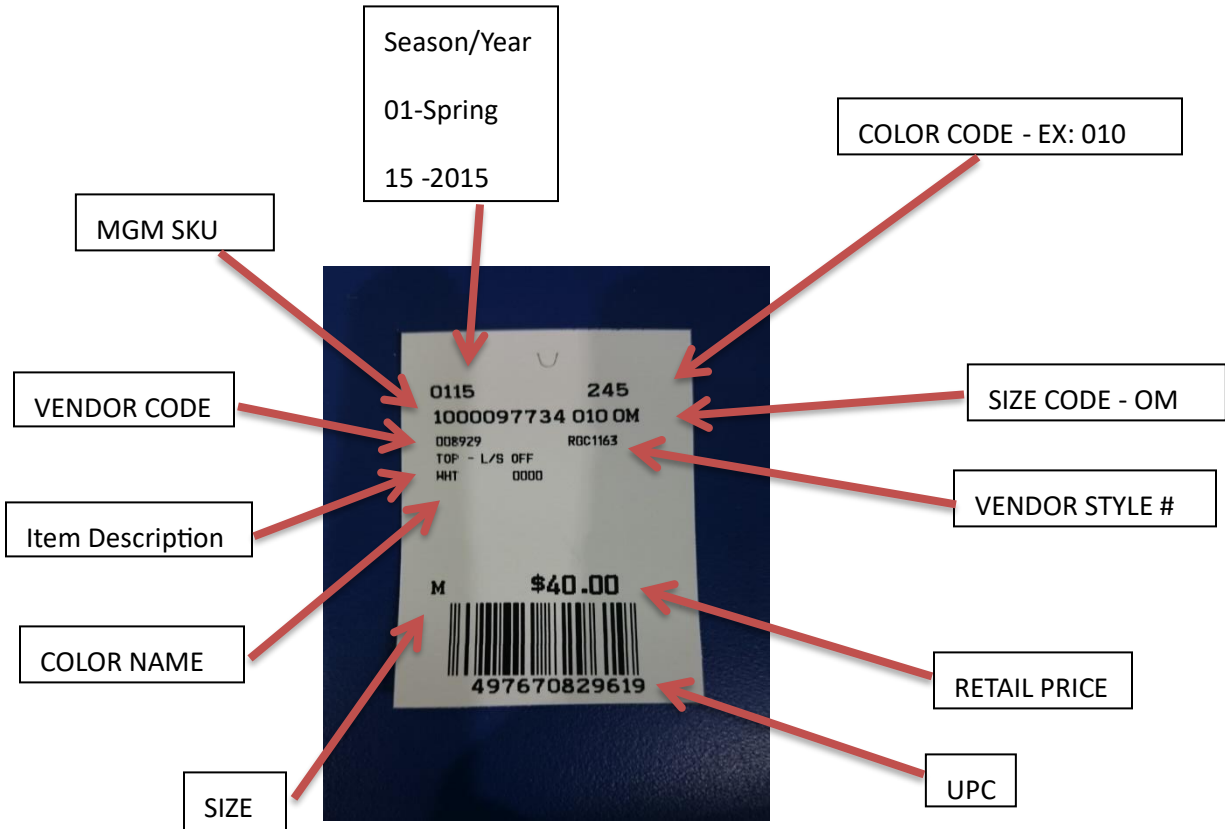 Season/Year
01-Spring
15 -2015
COLOR CODE - EX: 010
MGM SKU
VENDOR CODE
SIZE CODE - OM
Item Description
VENDOR STYLE #
COLOR NAME
RETAIL PRICE
SIZE
UPC
0115 245
1000097734 010 0M
008929 RGC1163
TOP - L/S OFF
WHT 0000
M $40.00
497670829619